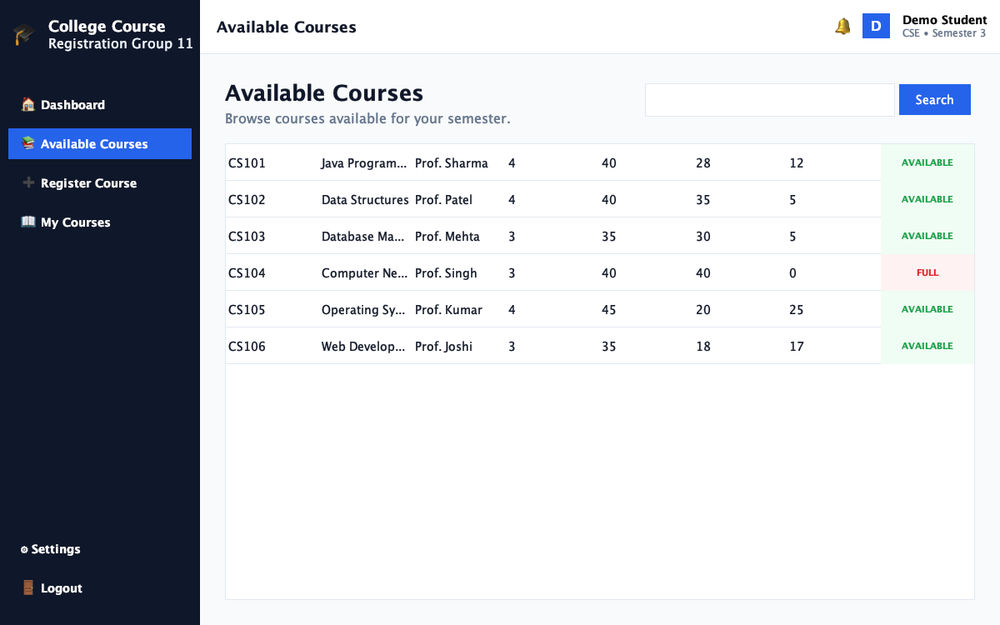 College Course
Registration Group 11
Dashboard
Available Courses
Register Course
My Courses
Settings
Logout
Available Courses
D
Demo Student
CSE • Semester 3
Available Courses
Browse courses available for your semester.
Search
CS101 Java Program... Prof. Sharma 4 40 28 12 AVAILABLE
CS102 Data Structures Prof. Patel 4 40 35 5 AVAILABLE
CS103 Database Ma... Prof. Mehta 3 35 30 5 AVAILABLE
CS104 Computer Ne... Prof. Singh 3 40 40 0 FULL
CS105 Operating Sy... Prof. Kumar 4 45 20 25 AVAILABLE
CS106 Web Develop... Prof. Joshi 3 35 18 17 AVAILABLE